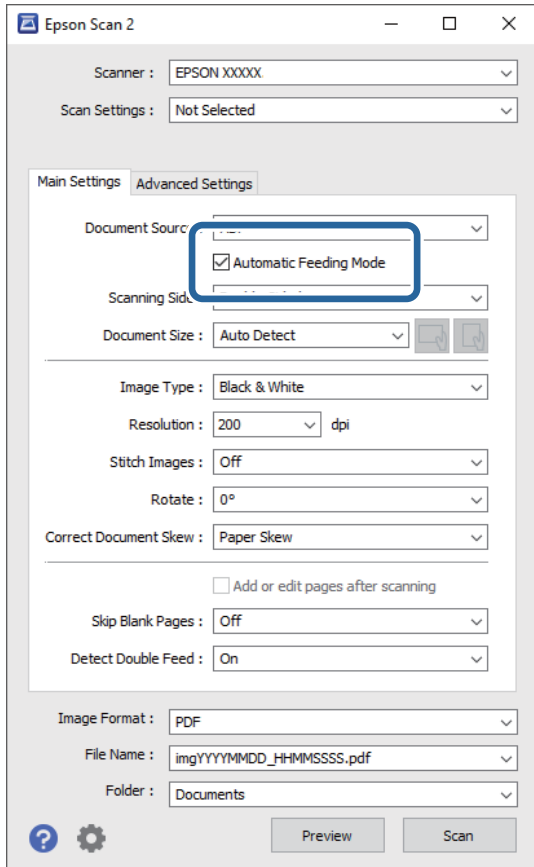 Epson Scan 2
Scanner : EPSON XXXXX
Scan Settings : Not Selected
Main Settings Advanced Settings
Document
Automatic Feeding Mode
Scanning
Document Size : Auto Detect
Image Type : Black & White
Resolution : 200 dpi
Stitch Images : Off
Rotate : 0°
Correct Document Skew : Paper Skew
Add or edit pages after scanning
Skip Blank Pages : Off
Detect Double Feed : On
Image Format : PDF
File Name : imgYYYYMMDD_HHMMSSSS.pdf
Folder : Documents
? Preview Scan